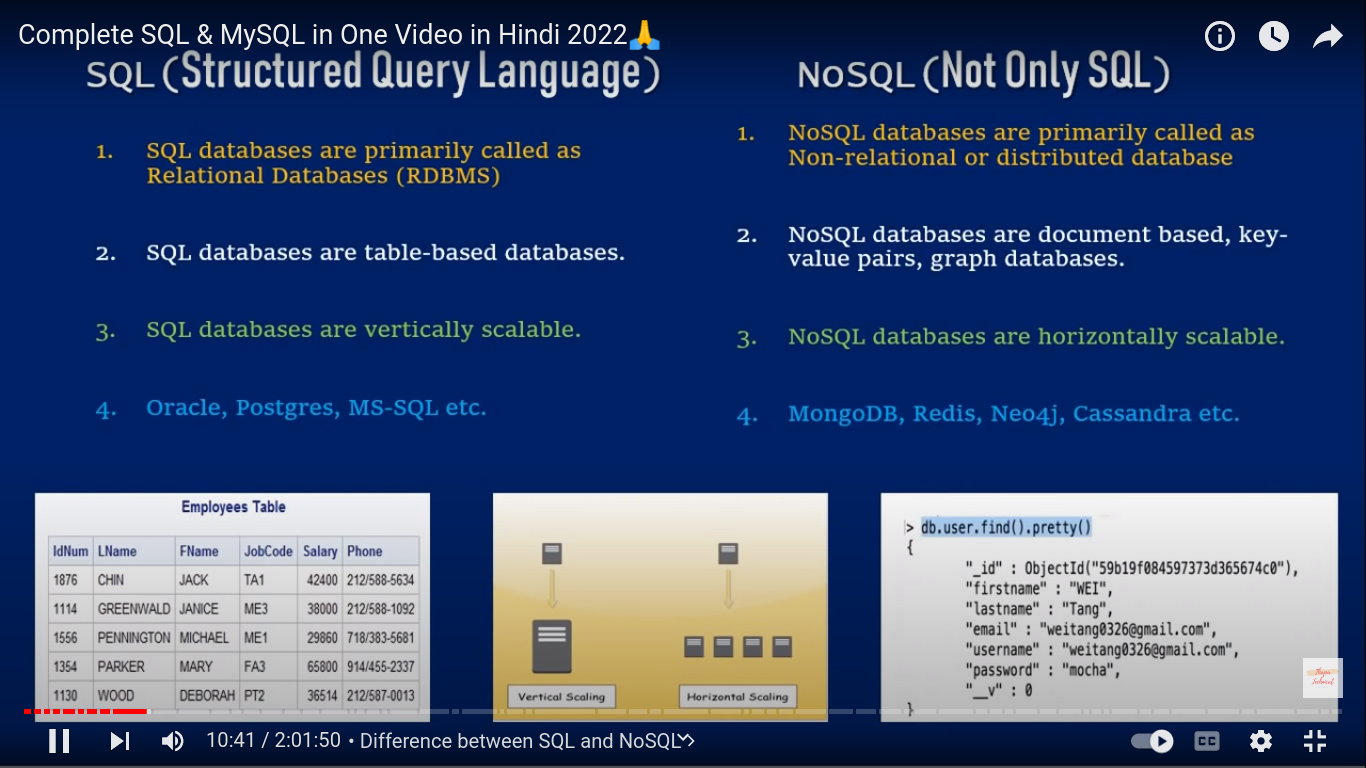 Complete SQL & MySQL in One Video in Hindi 2022🙏
SQL (Structured Query Language)
1. SQL databases are primarily called as
Relational Databases (RDBMS)
2. SQL databases are table-based databases.
3. SQL databases are vertically scalable.
4. Oracle, Postgres, MS-SQL etc.
NoSQL (Not Only SQL)
1. NoSQL databases are primarily called as
Non-relational or distributed database
2. NoSQL databases are document based, key-
value pairs, graph databases.
3. NoSQL databases are horizontally scalable.
4. MongoDB, Redis, Neo4j, Cassandra etc.
Employees Table
IdNum LName FName JobCode Salary Phone
1876 CHIN JACK TA1 42400 212/588-5634
1114 GREENWALD JANICE ME3 38000 212/588-1092
1556 PENNINGTON MICHAEL ME1 29860 718/383-5681
1354 PARKER MARY FA3 65800 914/455-2337
1130 WOOD DEBORAH PT2 36514 212/587-0013
Vertical Scaling
Horizontal Scaling
> db.user.find().pretty()
{
"_id" : ObjectId("59b19f084597373d365674c0"),
"firstname" : "WEI",
"lastname" : "Tang",
"email" : "weitang0326@gmail.com",
"username" : "weitang0326@gmail.com",
"password" : "mocha",
"__v" : 0
}
10:41 / 2:01:50 • Difference between SQL and NoSQL
CC